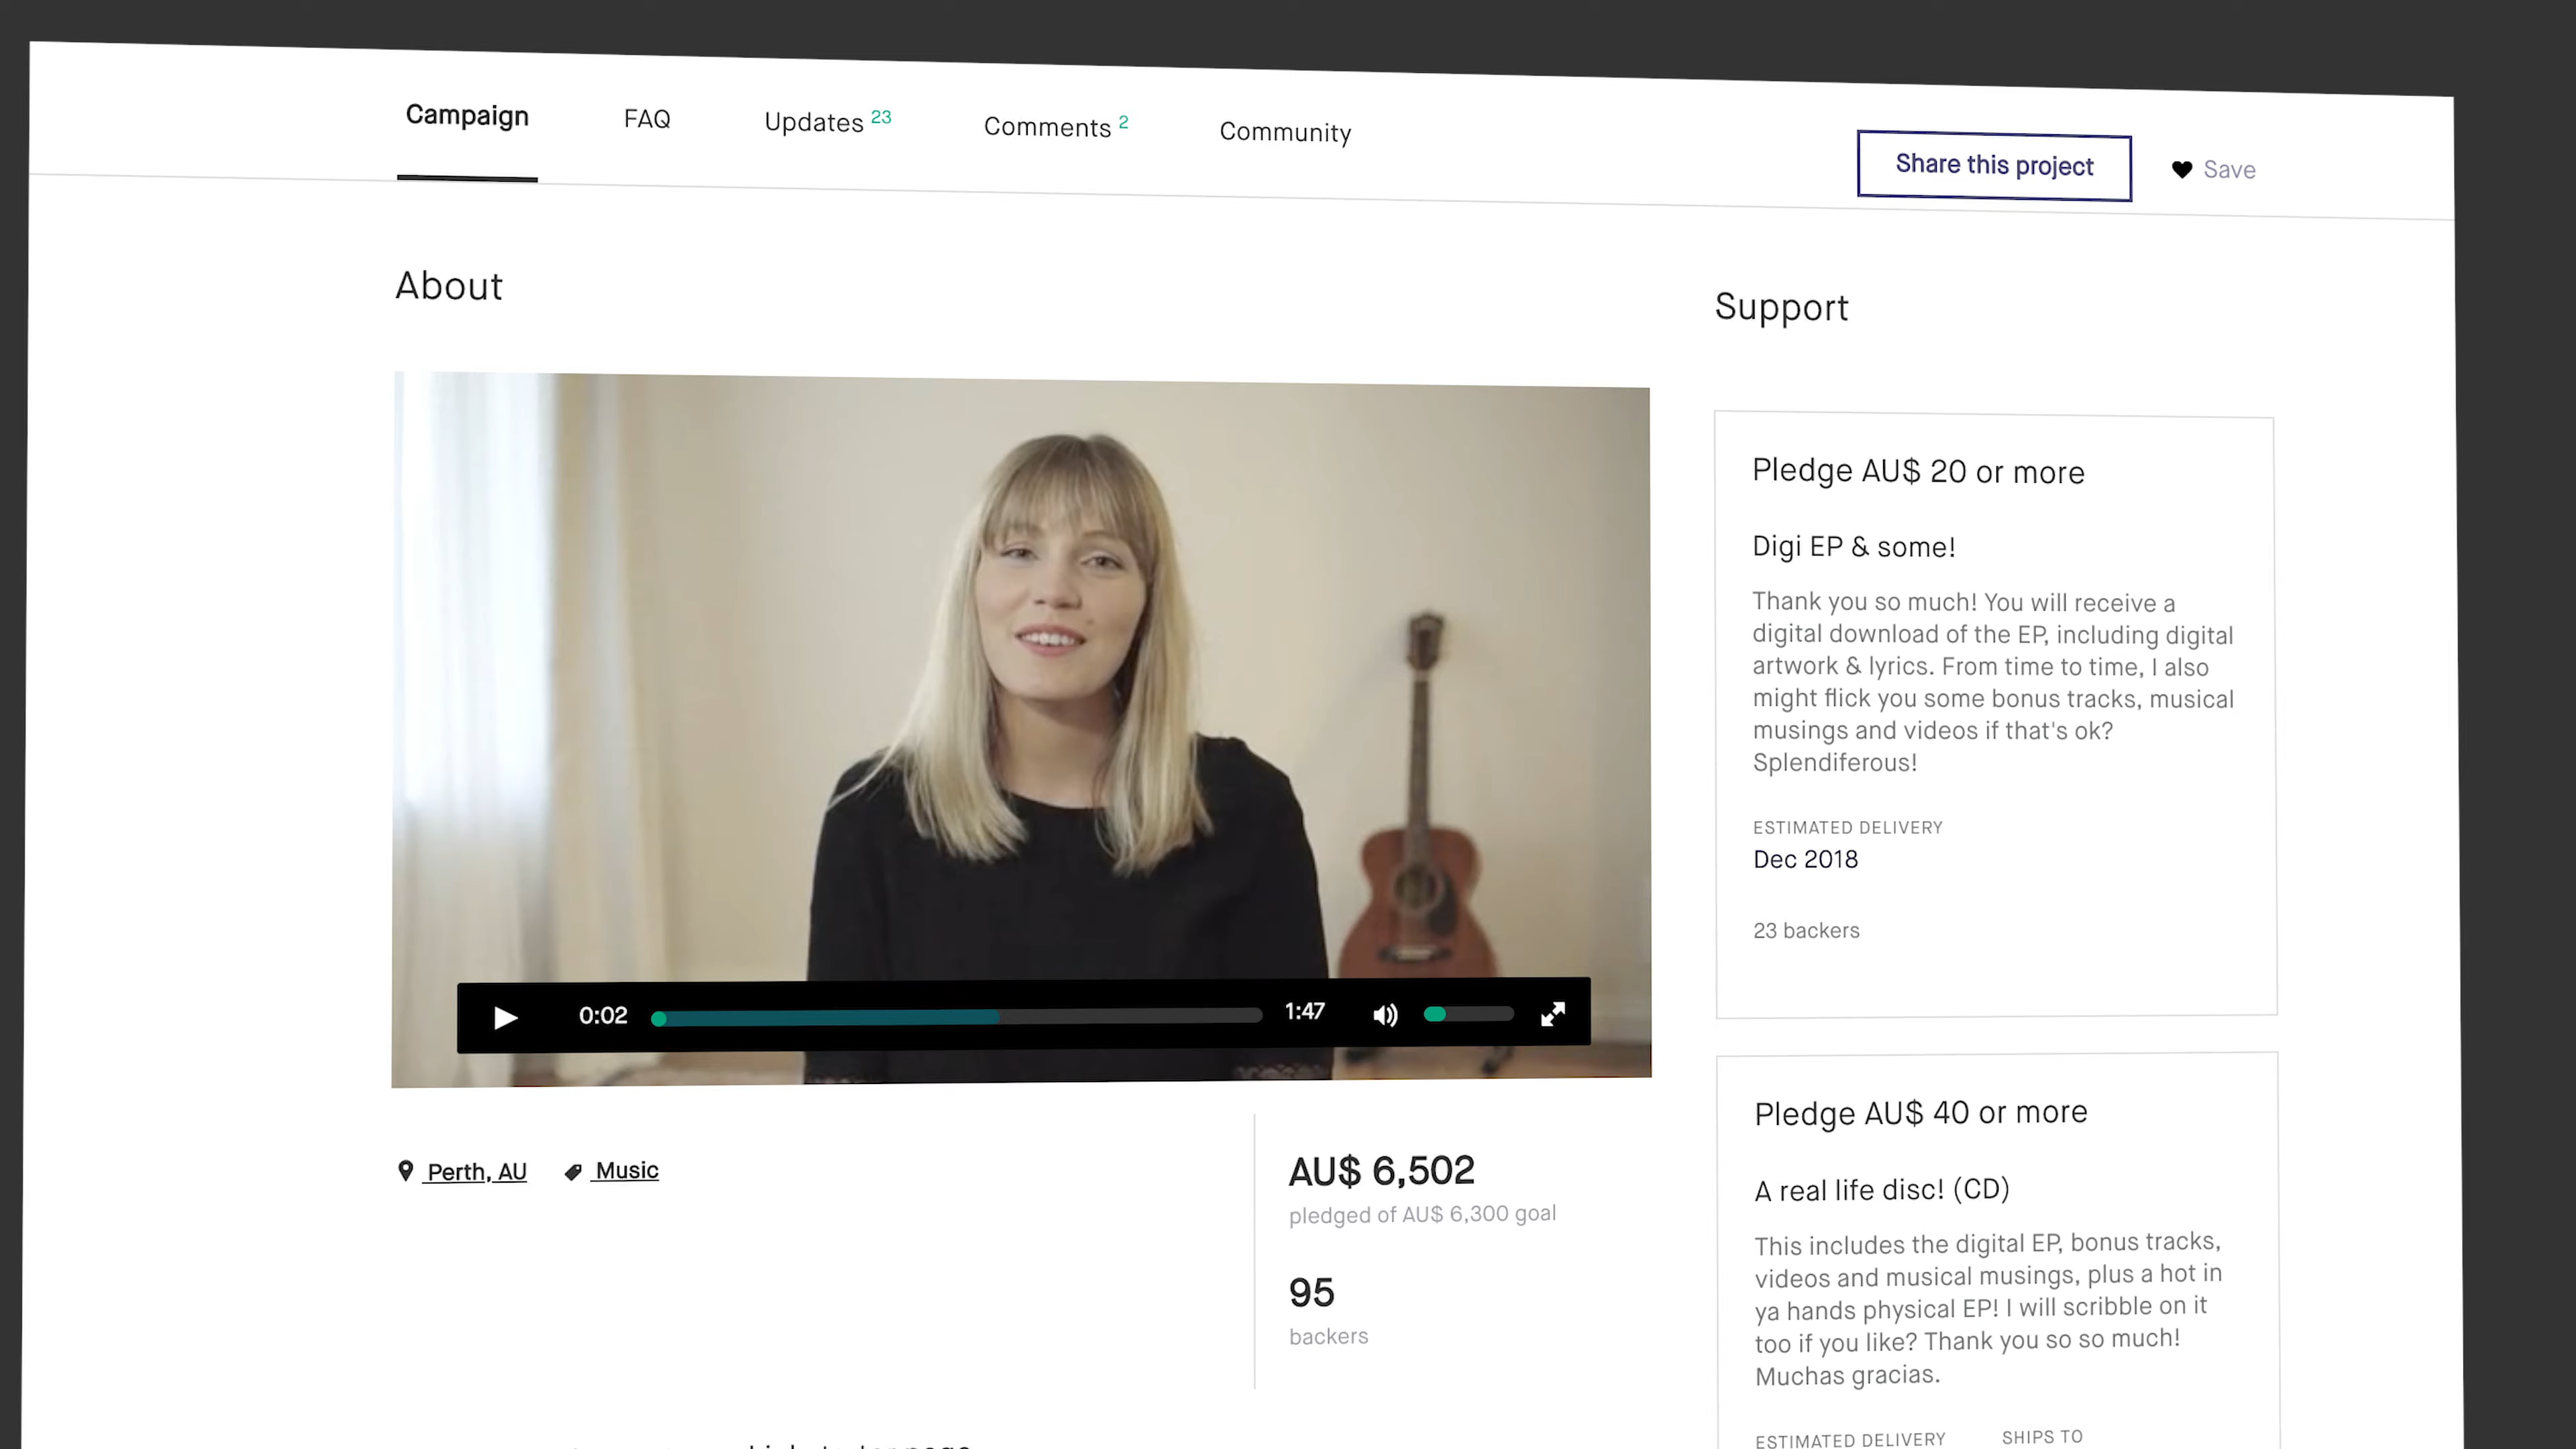 Campaign
FAQ
Updates 23
Comments 2
Community
Share this project
Save
About
Support
0:02
1:47
Perth, AU
Music
AU$ 6,502
pledged of AU$ 6,300 goal
95
backers
Pledge AU$ 20 or more
Digi EP & some!
Thank you so much! You will receive a
digital download of the EP, including digital
artwork & lyrics. From time to time, I also
might flick you some bonus tracks, musical
musings and videos if that's ok?
Splendiferous!
ESTIMATED DELIVERY
Dec 2018
23 backers
Pledge AU$ 40 or more
A real life disc! (CD)
This includes the digital EP, bonus tracks,
videos and musical musings, plus a hot in
ya hands physical EP! I will scribble on it
too if you like? Thank you so so much!
Muchas gracias.
ESTIMATED DELIVERY
SHIPS TO